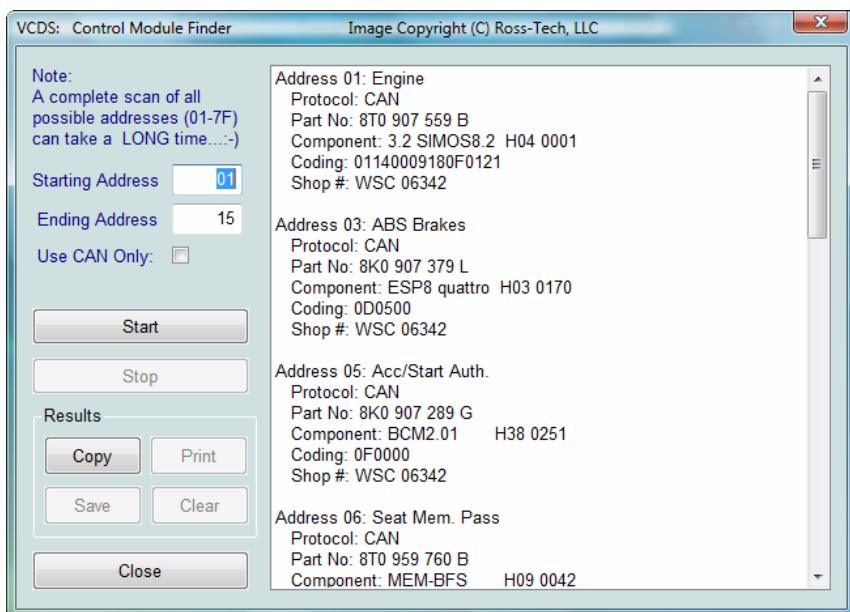 VCDS: Control Module Finder Image Copyright (C) Ross-Tech, LLC
Note:
A complete scan of all
possible addresses (01-7F)
can take a LONG time...:-)
Starting Address 01
Ending Address 15
Use CAN Only:
Start
Stop
Results
Copy Print
Save Clear
Close
Address 01: Engine
Protocol: CAN
Part No: 8T0 907 559 B
Component: 3.2 SIMOS8.2 H04 0001
Coding: 01140009180F0121
Shop #: WSC 06342
Address 03: ABS Brakes
Protocol: CAN
Part No: 8K0 907 379 L
Component: ESP8 quattro H03 0170
Coding: 0D0500
Shop #: WSC 06342
Address 05: Acc/Start Auth.
Protocol: CAN
Part No: 8K0 907 289 G
Component: BCM2.01 H38 0251
Coding: 0F0000
Shop #: WSC 06342
Address 06: Seat Mem. Pass
Protocol: CAN
Part No: 8T0 959 760 B
Component: MEM-BFS H09 0042